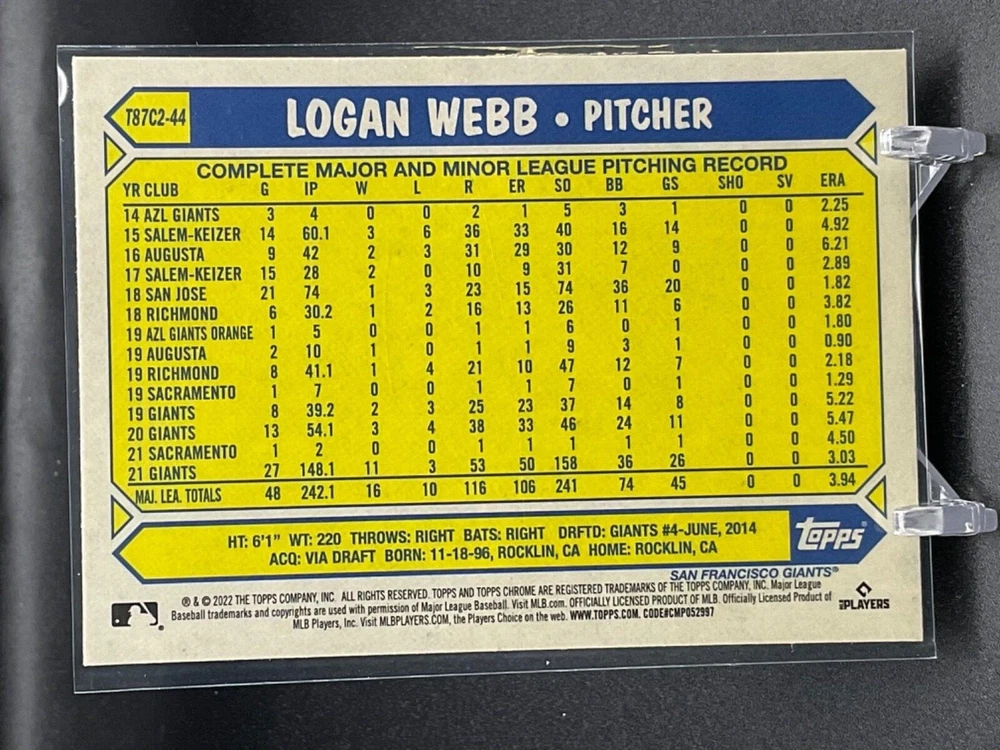 T87C2-44
LOGAN WEBB • PITCHER
COMPLETE MAJOR AND MINOR LEAGUE PITCHING RECORD
YR CLUB G IP W L R ER SO BB GS SHO SV ERA
14 AZL GIANTS 3 4 0 0 2 1 5 3 1 0 0 2.25
15 SALEM-KEIZER 14 60.1 3 6 36 33 40 16 14 0 0 4.92
16 AUGUSTA 9 42 2 3 31 29 30 12 9 0 0 6.21
17 SALEM-KEIZER 15 28 2 0 10 9 31 7 0 0 0 2.89
18 SAN JOSE 21 74 1 3 23 15 74 36 20 0 0 1.82
18 RICHMOND 6 30.2 1 2 16 13 26 11 6 0 0 3.82
19 AZL GIANTS ORANGE 1 5 0 0 1 1 6 0 1 0 0 1.80
19 AUGUSTA 2 10 1 0 1 1 9 3 1 0 0 0.90
19 RICHMOND 8 41.1 1 4 21 10 47 12 7 0 0 2.18
19 SACRAMENTO 1 7 0 0 1 1 7 0 1 0 0 1.29
19 GIANTS 8 39.2 2 3 25 23 37 14 8 0 0 5.22
20 GIANTS 13 54.1 3 4 38 33 46 24 11 0 0 5.47
21 SACRAMENTO 1 2 0 0 1 1 1 1 1 0 0 4.50
21 GIANTS 27 148.1 11 3 53 50 158 36 26 0 0 3.03
MAJ. LEA. TOTALS 48 242.1 16 10 116 106 241 74 45 0 0 3.94
HT: 6'1" WT: 220 THROWS: RIGHT BATS: RIGHT DRFTD: GIANTS #4-JUNE, 2014
ACQ: VIA DRAFT BORN: 11-18-96, ROCKLIN, CA HOME: ROCKLIN, CA
Topps®
SAN FRANCISCO GIANTS®
® & © 2022 THE TOPPS COMPANY, INC. ALL RIGHTS RESERVED. TOPPS AND TOPPS CHROME ARE REGISTERED TRADEMARKS OF THE TOPPS COMPANY, INC. Major League
Baseball trademarks and copyrights are used with permission of Major League Baseball. Visit MLB.com. OFFICIALLY LICENSED PRODUCT OF MLB. Officially Licensed Product of
MLB Players, Inc. Visit MLBPLAYERS.COM, the Players Choice on the web. WWW.TOPPS.COM. CODE#CMP052997
MLB PLAYERS